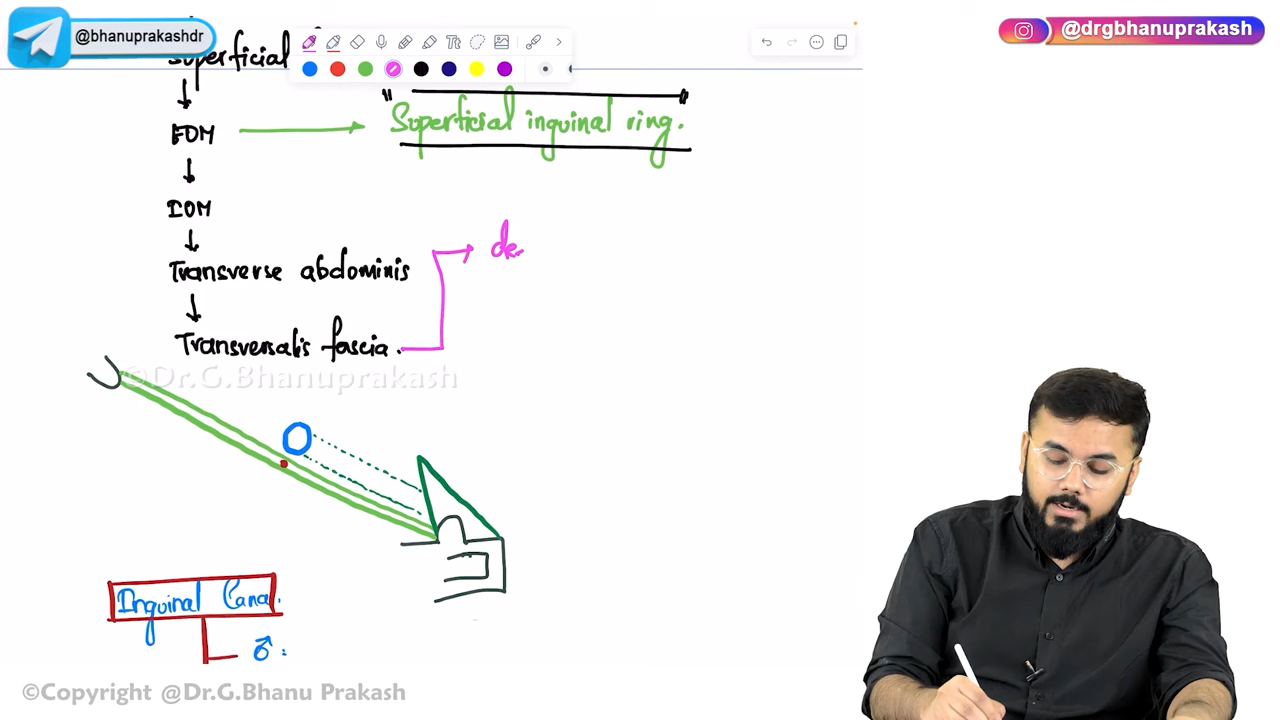 @bhanuprakashdr
@drgbhanuprakash
Superficial
Tt
EOM
"Superficial inguinal ring."
IOM
de
Transverse abdominis
Transversalis fascia.
©Dr.G.Bhanuprakash
Inguinal Canal.
♂ :
©Copyright @Dr.G.Bhanu Prakash